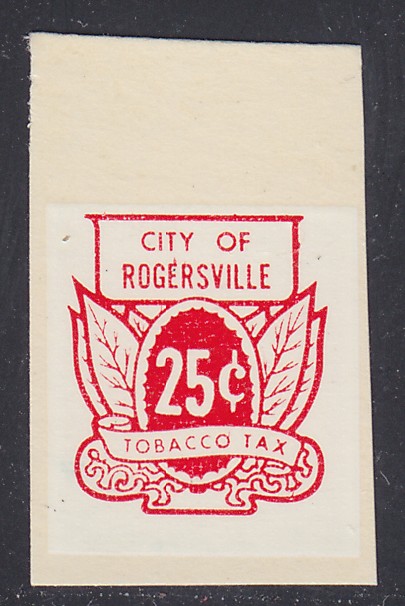 CITY OF
ROGERSVILLE
25¢
TOBACCO TAX